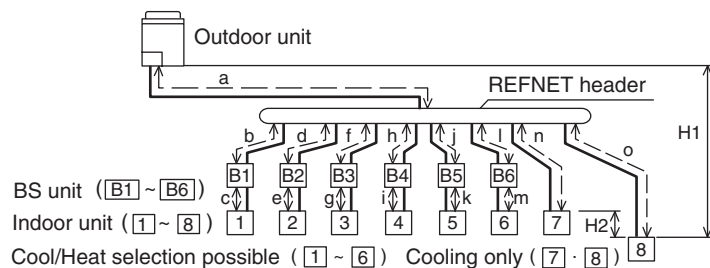 Outdoor unit
a
REFNET header
H1
b d f h j l n o
B1 B2 B3 B4 B5 B6
BS unit (B1 ~ B6)
c e g i k m
Indoor unit (1 ~ 8) 1 2 3 4 5 6 7 H2 8
Cool/Heat selection possible (1 ~ 6) Cooling only (7 · 8)